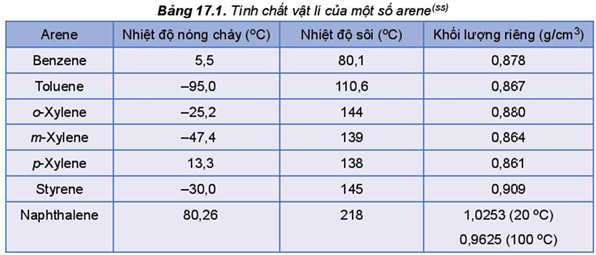 Bảng 17.1. Tính chất vật lí của một số arene(ss)
Arene Nhiệt độ nóng chảy (ºC) Nhiệt độ sôi (ºC) Khối lượng riêng (g/cm³)
Benzene 5,5 80,1 0,878
Toluene –95,0 110,6 0,867
o-Xylene –25,2 144 0,880
m-Xylene –47,4 139 0,864
p-Xylene 13,3 138 0,861
Styrene –30,0 145 0,909
Naphthalene 80,26 218 1,0253 (20 ºC)
0,9625 (100 ºC)